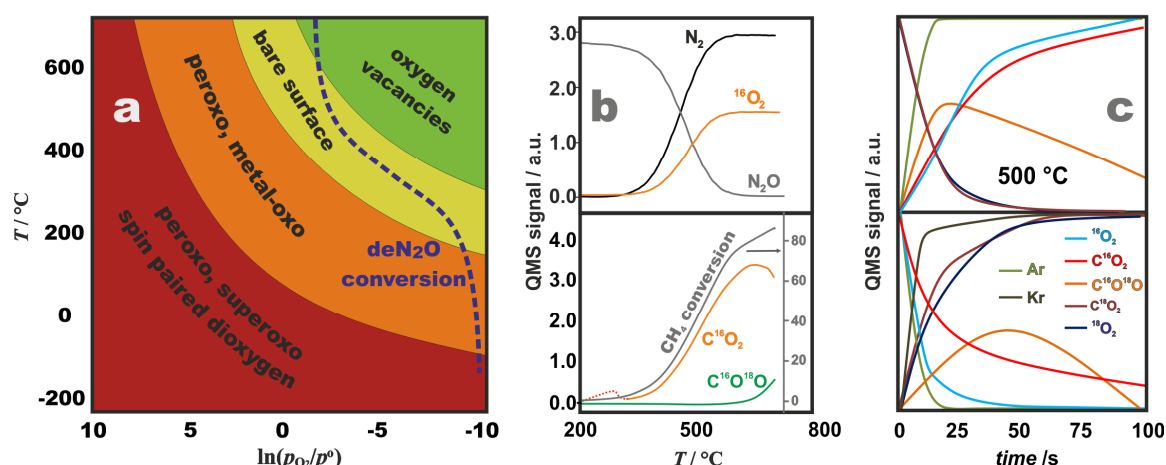 a
peroxo, superoxo
spin paired dioxygen
peroxo, metal-oxo
bare surface
oxygen
vacancies
deN₂O
conversion
T / °C
600
400
200
0
-200
10
5
0
-5
-10
ln(p_O₂/p°)
b
QMS signal / a.u.
3.0
2.0
1.0
0.0
N₂
¹⁶O₂
N₂O
QMS signal / a.u.
4.0
3.0
2.0
1.0
0.0
CH₄ conversion
C¹⁶O₂
C¹⁶O¹⁸O
80
60
40
20
0
200
500
800
T / °C
c
QMS signal / a.u.
500 °C
Ar
Kr
¹⁶O₂
C¹⁶O₂
C¹⁶O¹⁸O
C¹⁸O₂
¹⁸O₂
0
25
50
75
100
time /s